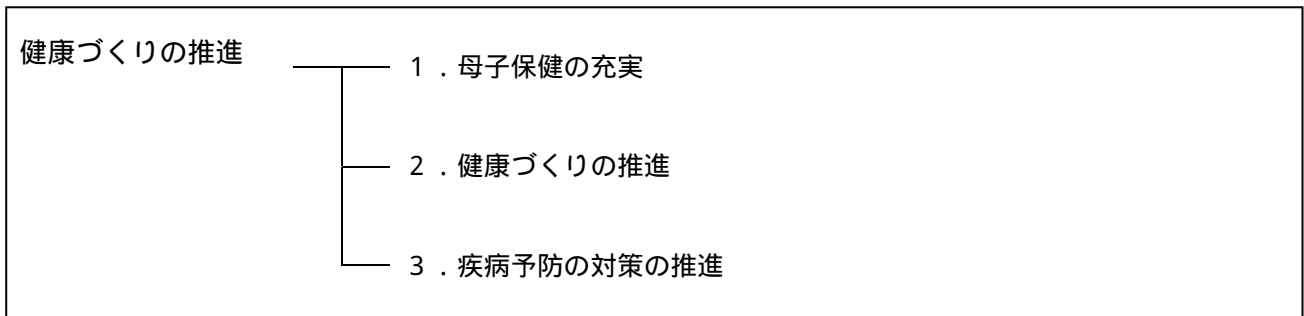 健康づくりの推進
1．母子保健の充実
2．健康づくりの推進
3．疾病予防の対策の推進